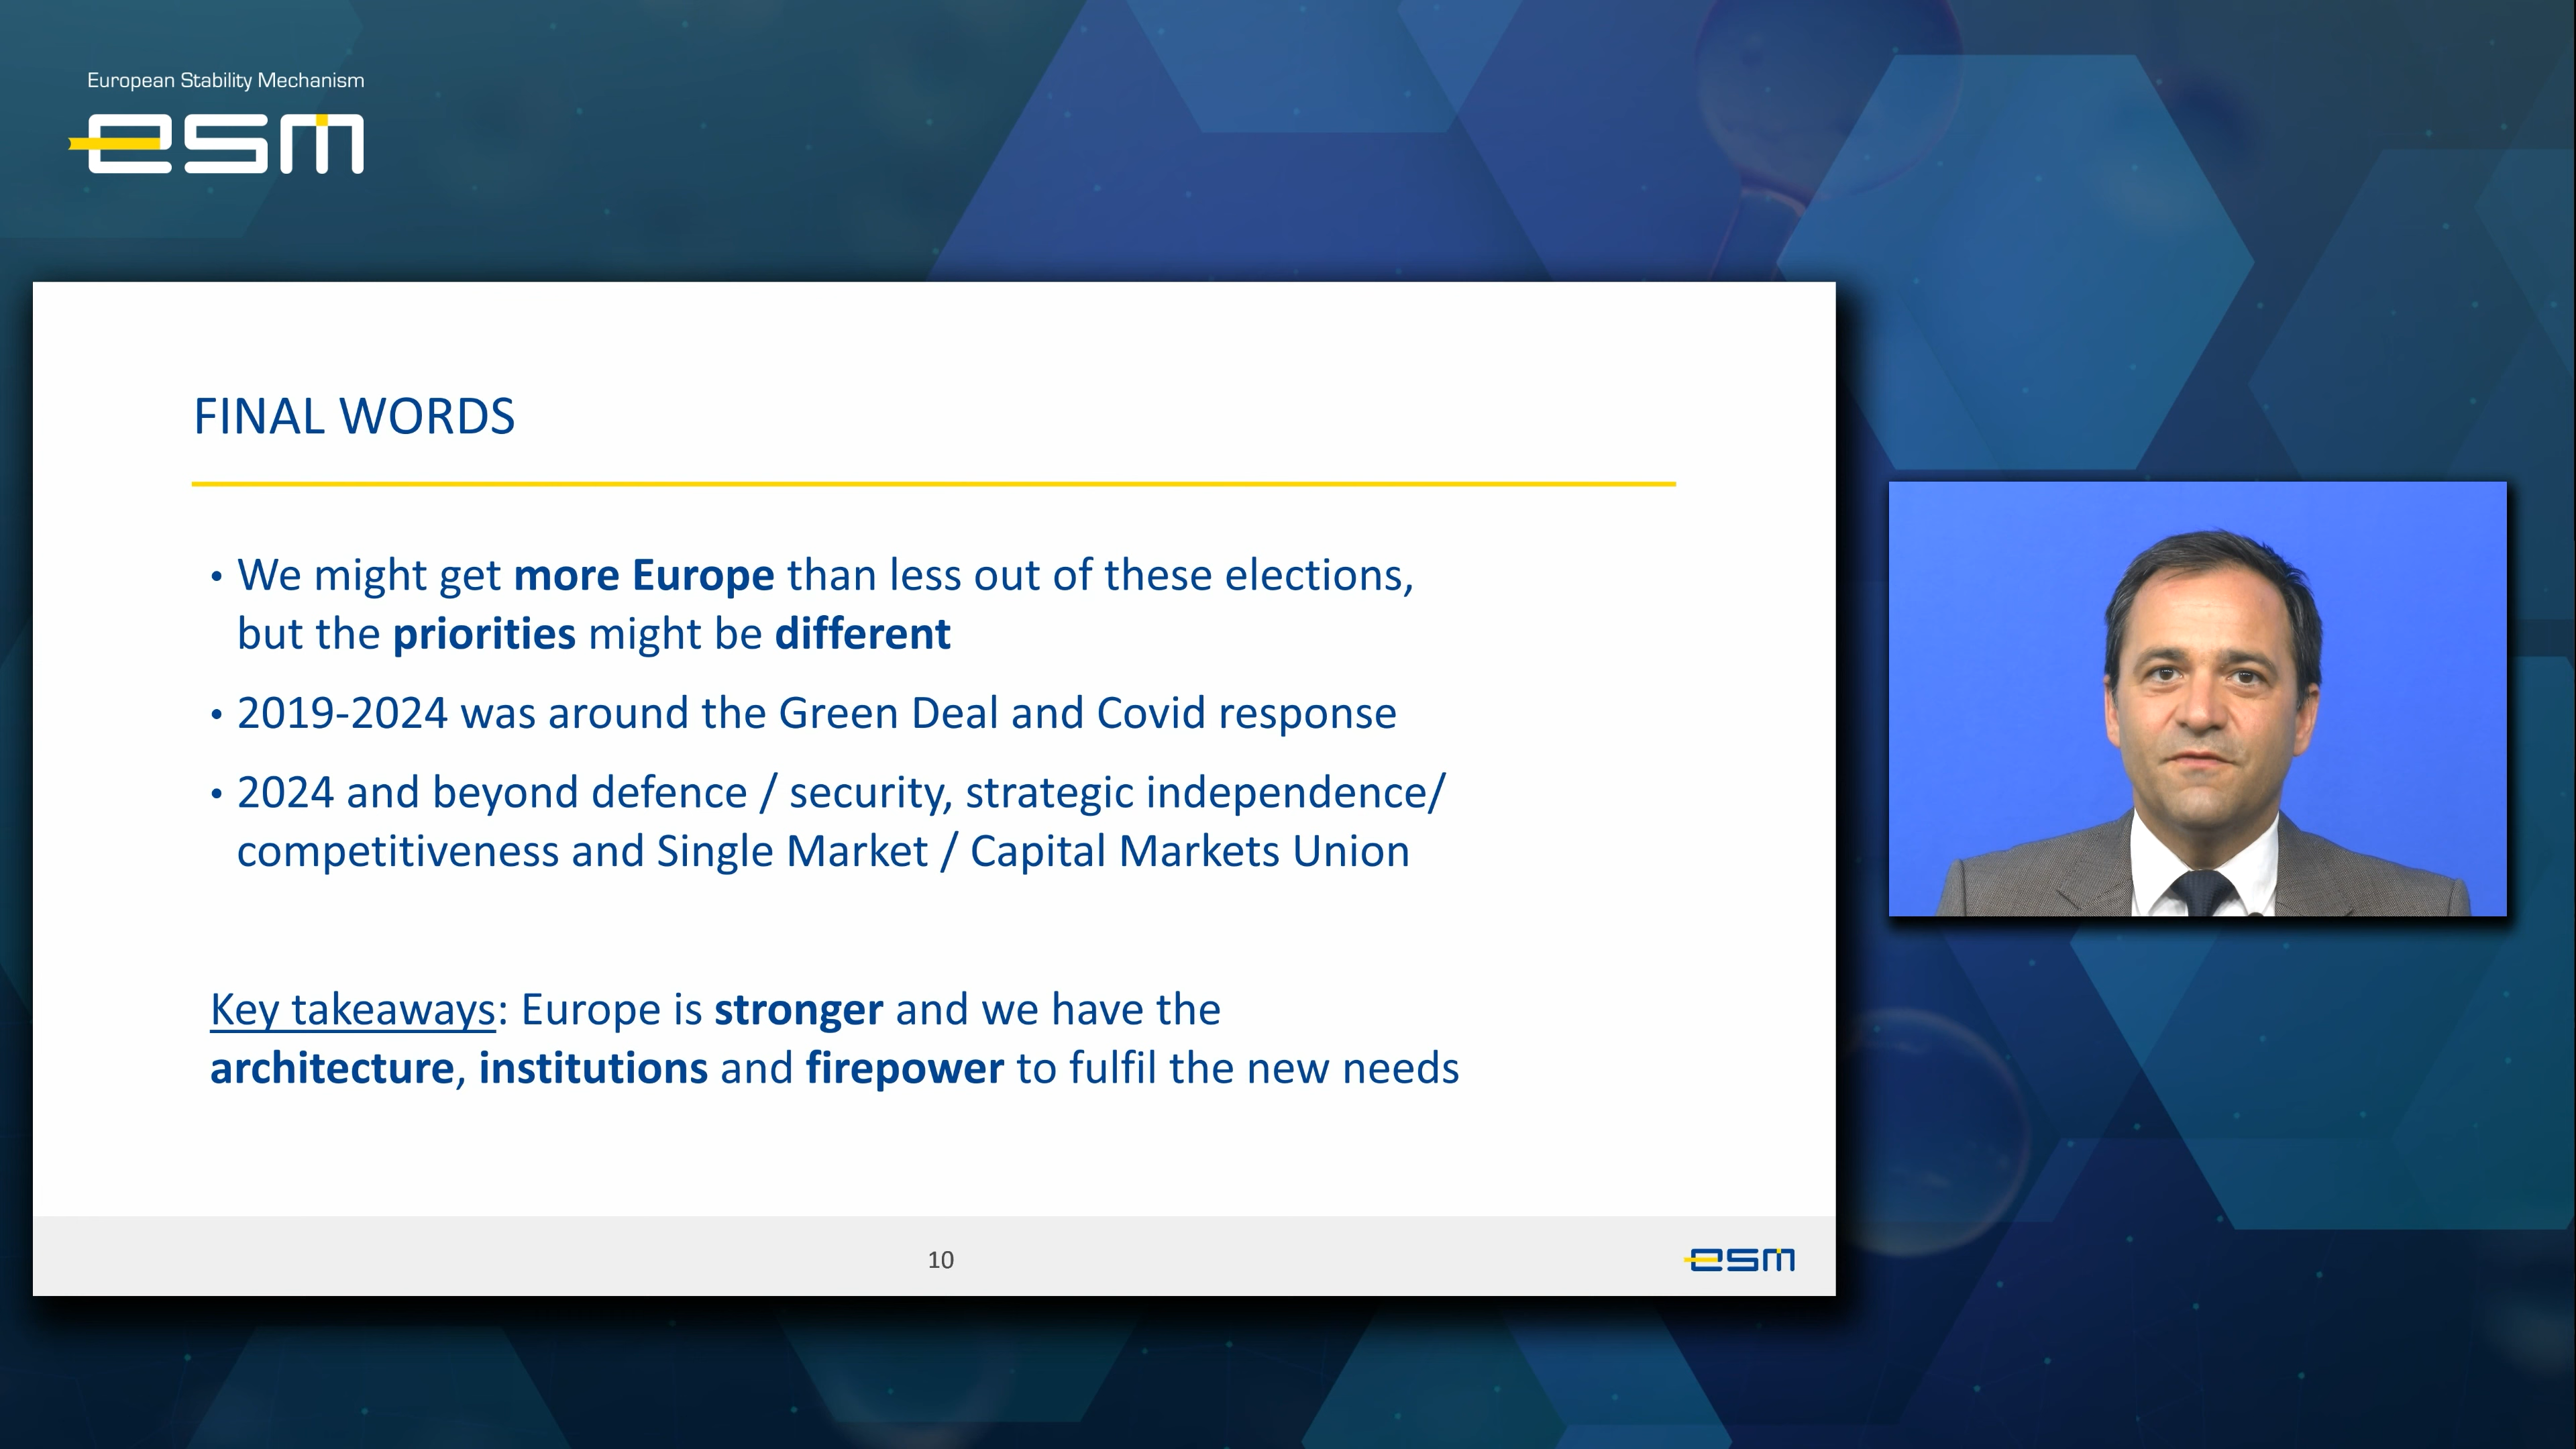 European Stability Mechanism
esm
FINAL WORDS
• We might get more Europe than less out of these elections,
but the priorities might be different
• 2019-2024 was around the Green Deal and Covid response
• 2024 and beyond defence / security, strategic independence/
competitiveness and Single Market / Capital Markets Union
Key takeaways: Europe is stronger and we have the
architecture, institutions and firepower to fulfil the new needs
10
esm